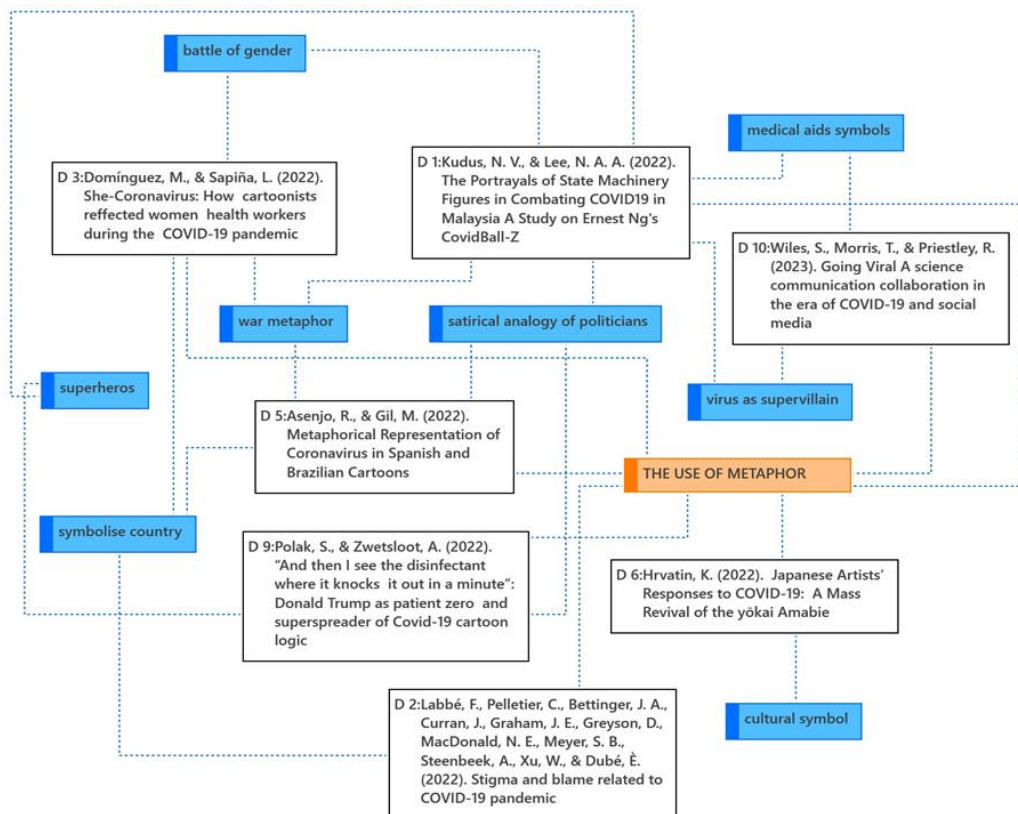 battle of gender
medical aids symbols
D 3:Domínguez, M., & Sapiña, L. (2022).
She-Coronavirus: How cartoonists
reffected women health workers
during the COVID-19 pandemic
D 1:Kudus, N. V., & Lee, N. A. A. (2022).
The Portrayals of State Machinery
Figures in Combating COVID19 in
Malaysia A Study on Ernest Ng's
CovidBall-Z
D 10:Wiles, S., Morris, T., & Priestley, R.
(2023). Going Viral A science
communication collaboration in
the era of COVID-19 and social
media
war metaphor
satirical analogy of politicians
superheros
virus as supervillain
D 5:Asenjo, R., & Gil, M. (2022).
Metaphorical Representation of
Coronavirus in Spanish and
Brazilian Cartoons
THE USE OF METAPHOR
symbolise country
D 9:Polak, S., & Zwetsloot, A. (2022).
“And then I see the disinfectant
where it knocks it out in a minute”:
Donald Trump as patient zero and
superspreader of Covid-19 cartoon
logic
D 6:Hrvatin, K. (2022). Japanese Artists’
Responses to COVID-19: A Mass
Revival of the yōkai Amabie
D 2:Labbé, F., Pelletier, C., Bettinger, J. A.,
Curran, J., Graham, J. E., Greyson, D.,
MacDonald, N. E., Meyer, S. B.,
Steenbeek, A., Xu, W., & Dubé, È.
(2022). Stigma and blame related to
COVID-19 pandemic
cultural symbol